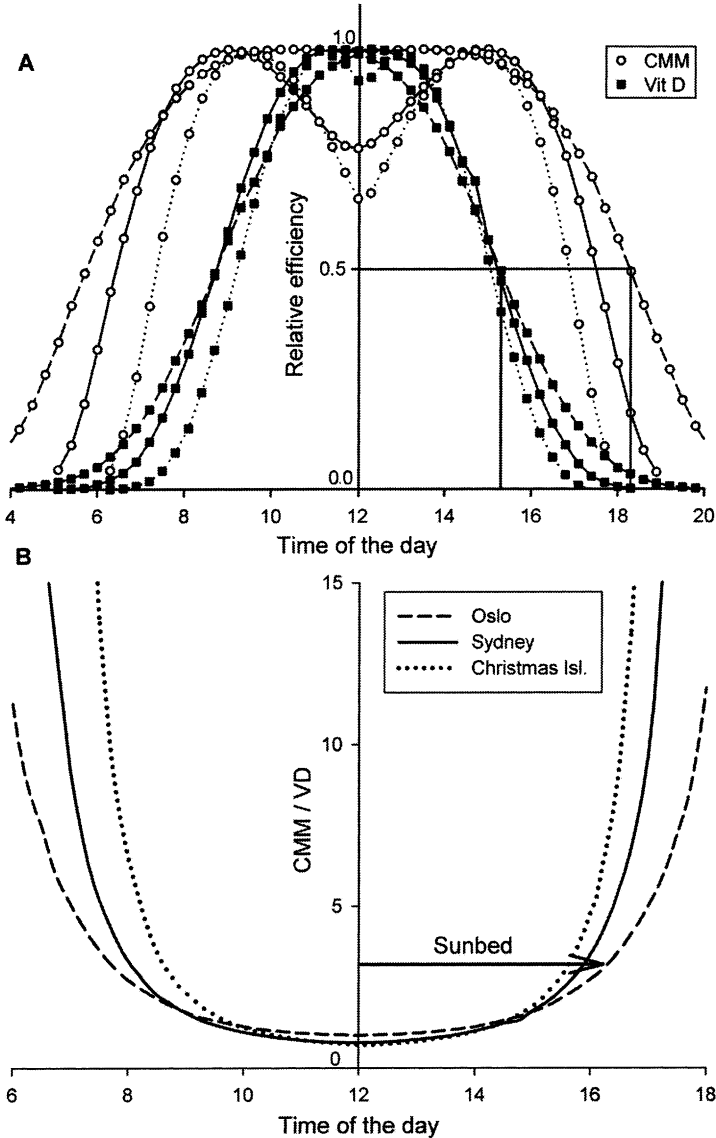 A
1.0
CMM
Vit D
Relative efficiency
0.5
0.0
4 6 8 10 12 14 16 18 20
Time of the day
B
15
Oslo
Sydney
Christmas Isl.
10
CMM / VD
5
Sunbed
0
6 8 10 12 14 16 18
Time of the day